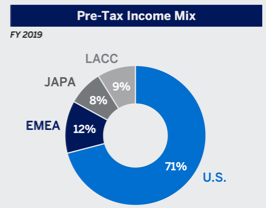 Pre-Tax Income Mix
FY 2019
LACC
JAPA
9%
8%
EMEA
12%
71%
U.S.